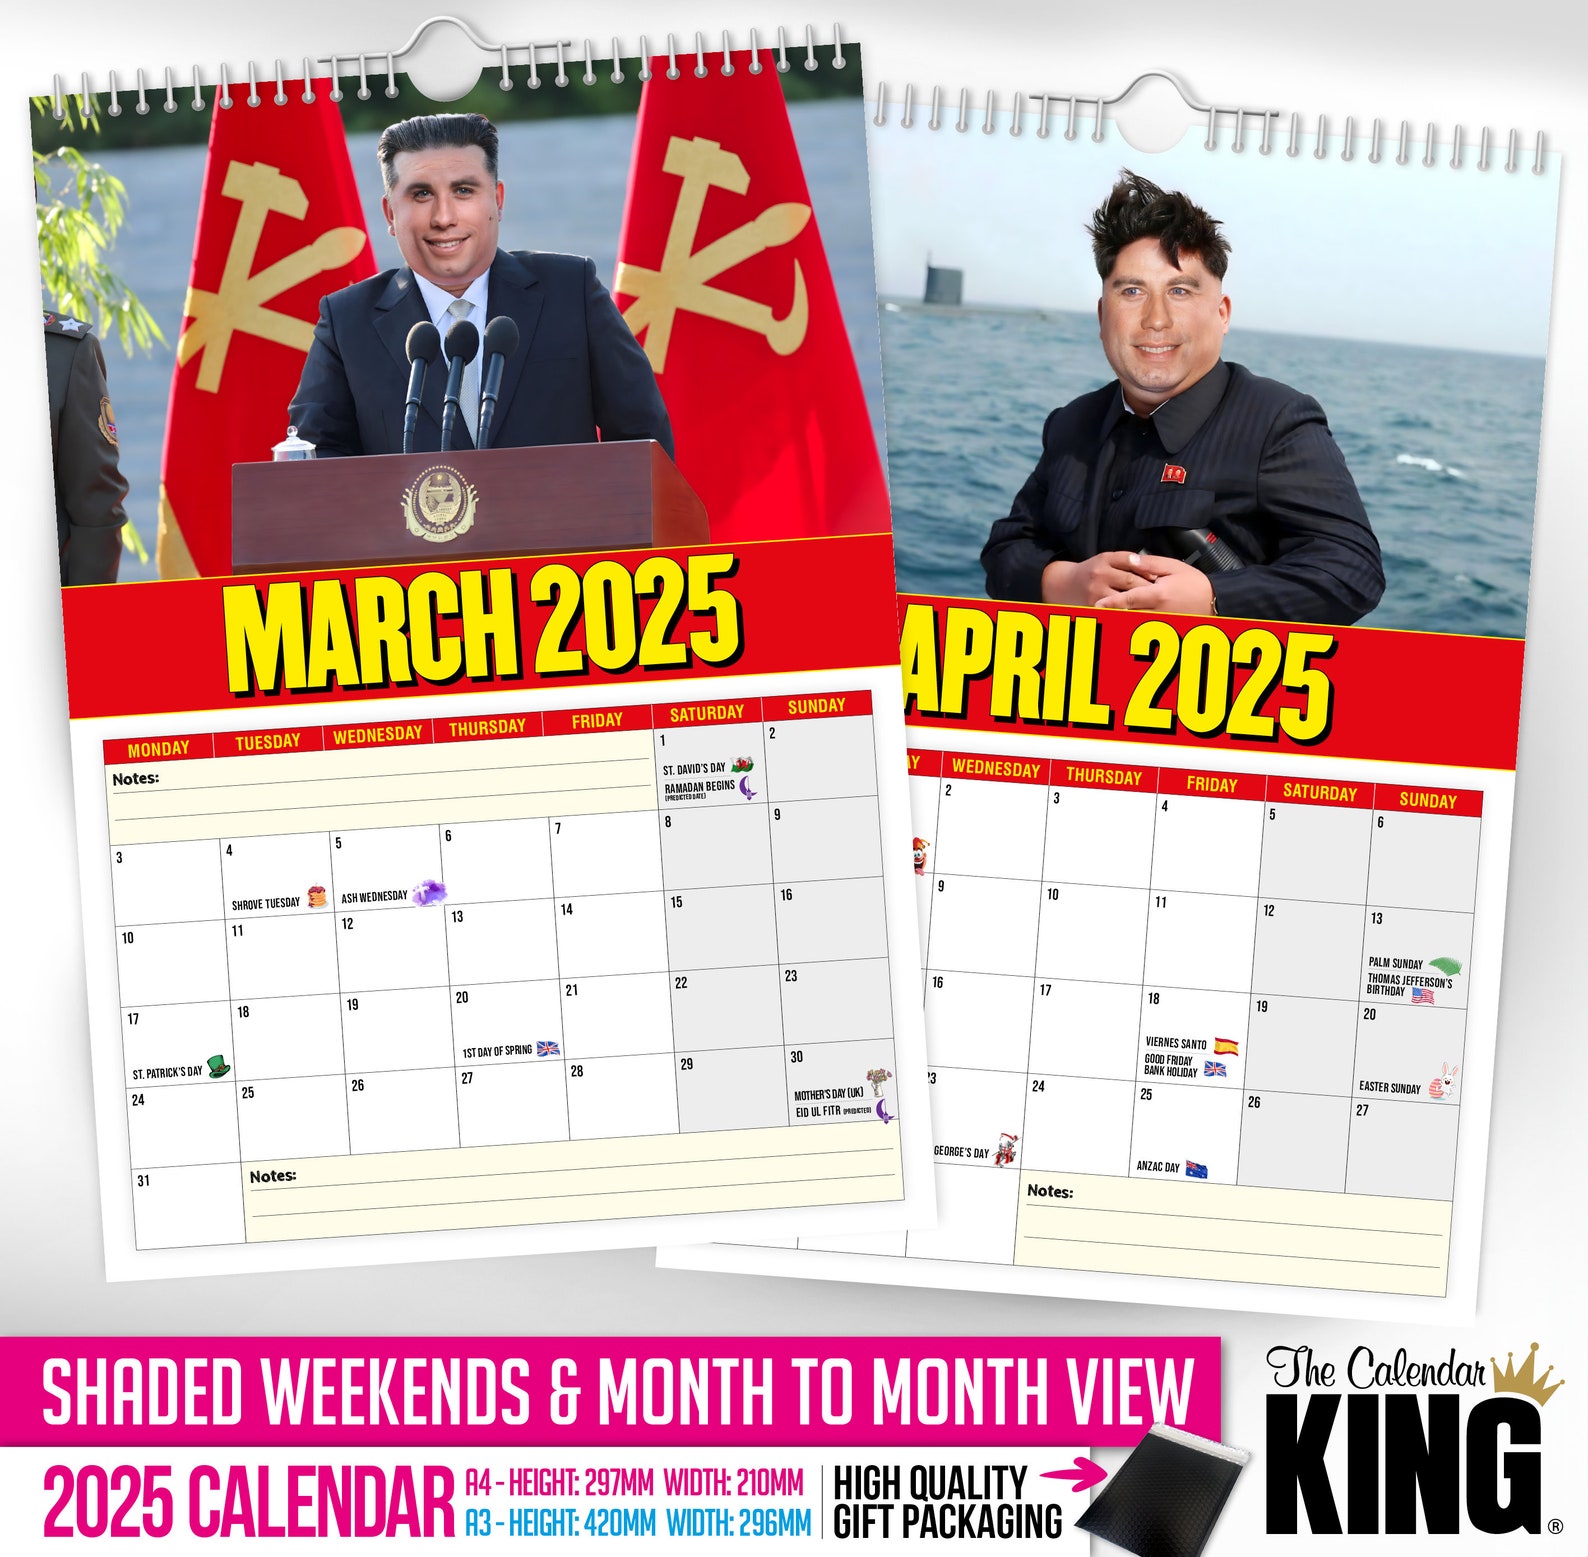 MARCH 2025
MONDAY TUESDAY WEDNESDAY THURSDAY FRIDAY SATURDAY SUNDAY
Notes:
1
ST. DAVID'S DAY
RAMADAN BEGINS
(PREDICTED DATE)
2
3
4
SHROVE TUESDAY
5
ASH WEDNESDAY
6
7
8
9
10
11
12
13
14
15
16
17
ST. PATRICK'S DAY
18
19
20
1ST DAY OF SPRING
21
22
23
24
25
26
27
28
29
30
MOTHER'S DAY (UK)
EID UL FITR (PREDICTED)
31
Notes:
APRIL 2025
AY WEDNESDAY THURSDAY FRIDAY SATURDAY SUNDAY
2
3
4
5
6
9
10
11
12
13
PALM SUNDAY
THOMAS JEFFERSON'S
BIRTHDAY
16
17
18
VIERNES SANTO
GOOD FRIDAY
BANK HOLIDAY
19
20
EASTER SUNDAY
23
GEORGE'S DAY
24
25
ANZAC DAY
26
27
Notes:
SHADED WEEKENDS & MONTH TO MONTH VIEW
2025 CALENDAR
A4 - HEIGHT: 297MM WIDTH: 210MM
A3 - HEIGHT: 420MM WIDTH: 296MM
HIGH QUALITY
GIFT PACKAGING
The Calendar
KING®